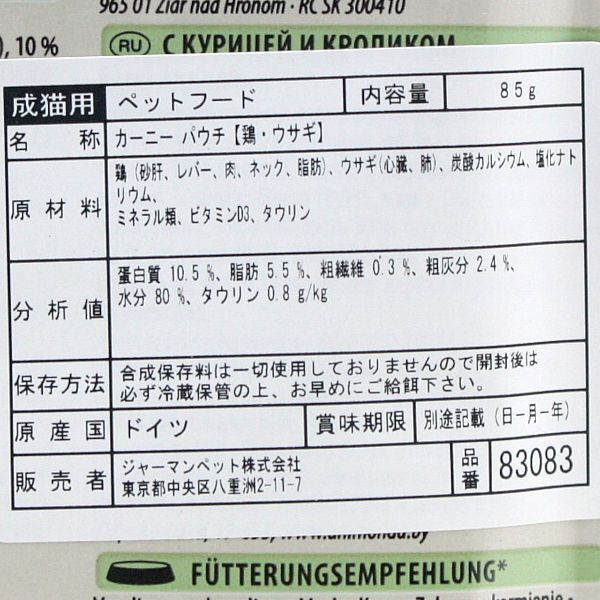 965 01 Žiar nad Hronom · RC SK 300410
), 10 %
RU С КУРИЦЕЙ И КРОЛИКОМ
成猫用 ペットフード 内容量 85g
名称 カーニー パウチ【鶏・ウサギ】
原材料 鶏(砂肝、レバー、肉、ネック、脂肪)、ウサギ(心臓、肺)、炭酸カルシウム、塩化ナト
リウム、
ミネラル類、ビタミンD3、タウリン
分析値 蛋白質 10.5 %、脂肪 5.5 %、粗繊維 0.3 %、粗灰分 2.4 %、
水分 80 %、タウリン 0.8 g/kg
保存方法 合成保存料は一切使用しておりませんので開封後は
必ず冷蔵保管の上、お早めにご給餌下さい。
原産国 ドイツ 賞味期限 別途記載（日－月－年）
販売者 ジャーマンペット株式会社
東京都中央区八重洲2-11-7
品番 83083
www.animonda.by
FÜTTERUNGSEMPFEHLUNG*